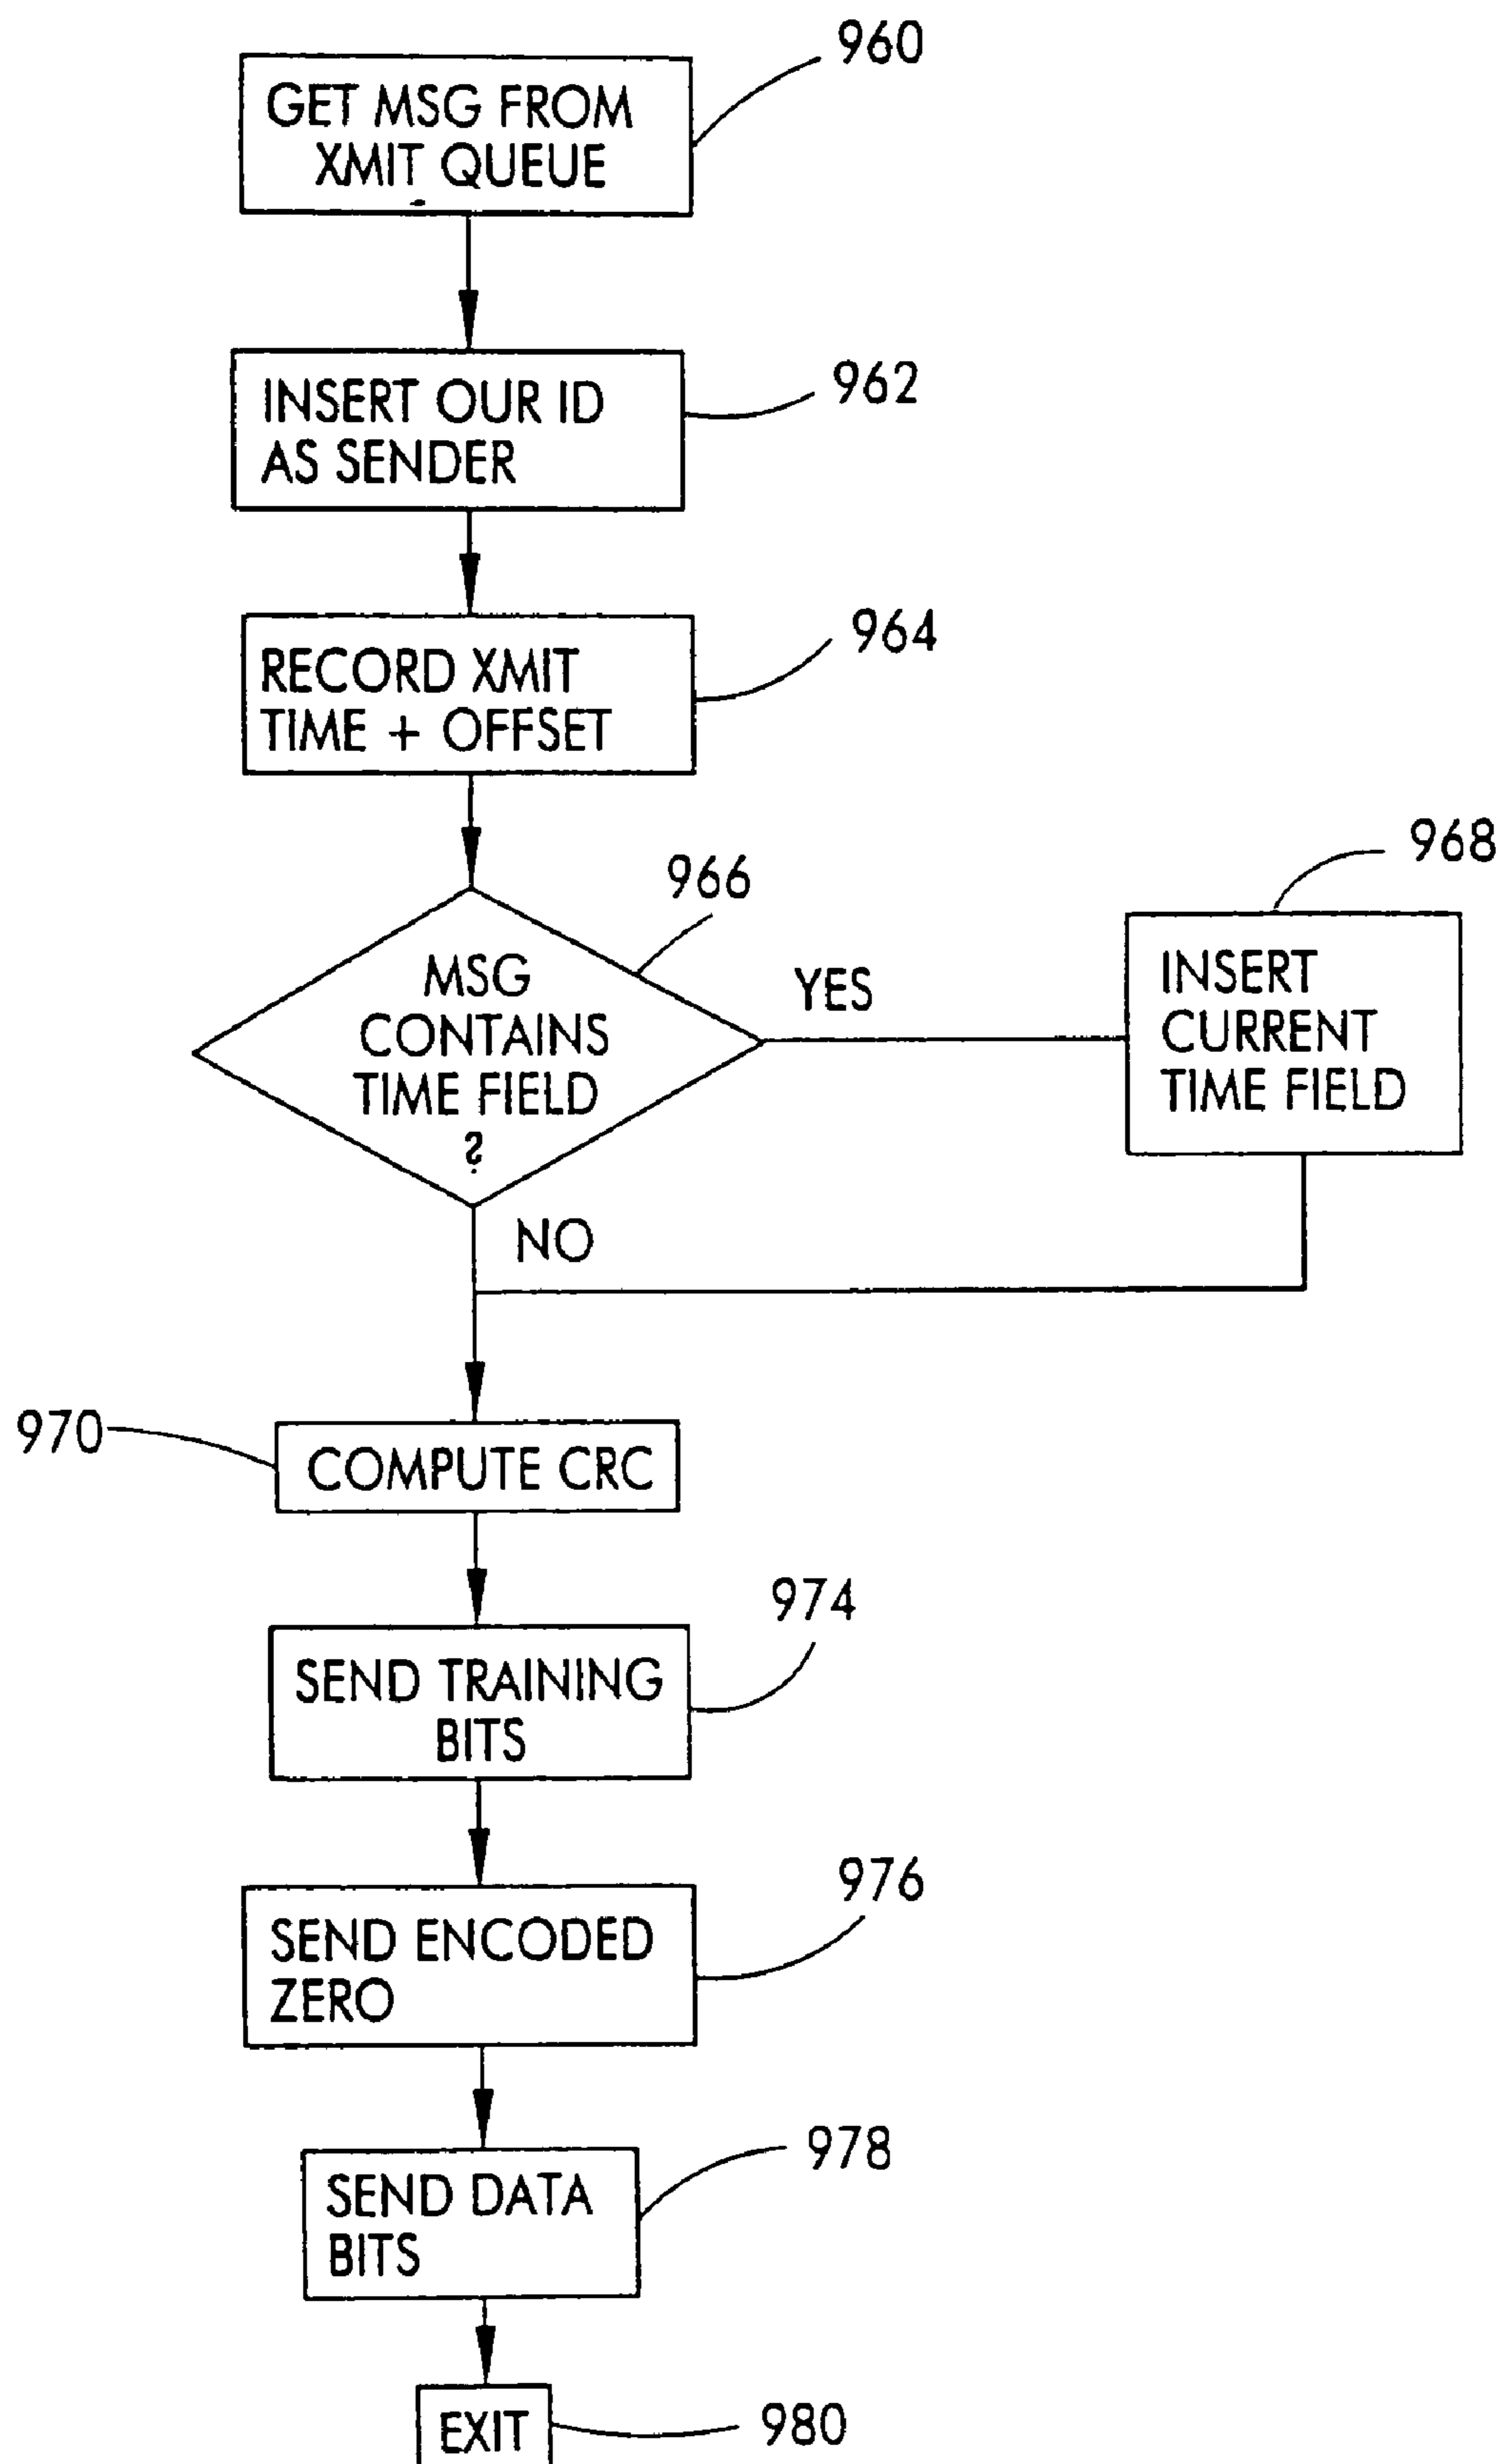 960
GET MSG FROM
XMIT QUEUE
962
INSERT OUR ID
AS SENDER
964
RECORD XMIT
TIME + OFFSET
966
MSG
CONTAINS
TIME FIELD
?
YES
968
INSERT
CURRENT
TIME FIELD
NO
970
COMPUTE CRC
974
SEND TRAINING
BITS
976
SEND ENCODED
ZERO
978
SEND DATA
BITS
EXIT
980